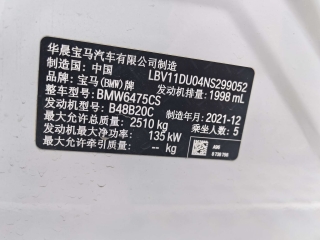 华晨宝马汽车有限公司制造
制造国：中国 LBV11DU04NS299052
品牌：宝马(BMW)牌 发动机排量：1998 mL
整车型号：BMW6475CS
发动机型号：B48B20C
最大允许总质量：2510 kg 制造年月：2021-12
发动机最大净功率：135 kW 乘坐人数：5
最大允许牵引质量：-- kg